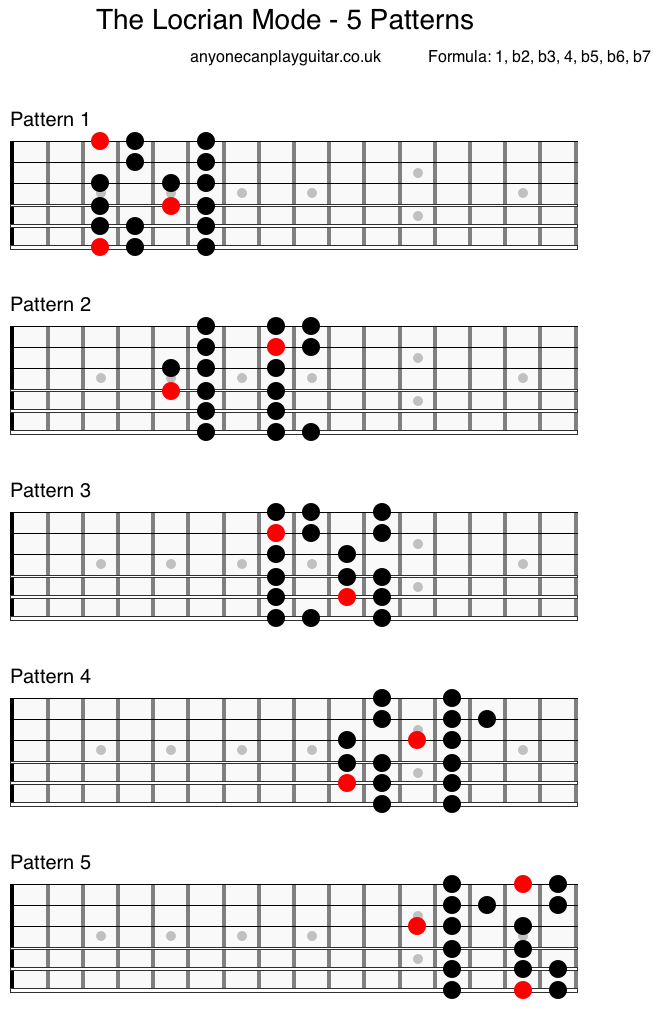 The Locrian Mode - 5 Patterns
anyonecanplayguitar.co.uk Formula: 1, b2, b3, 4, b5, b6, b7
Pattern 1
Pattern 2
Pattern 3
Pattern 4
Pattern 5